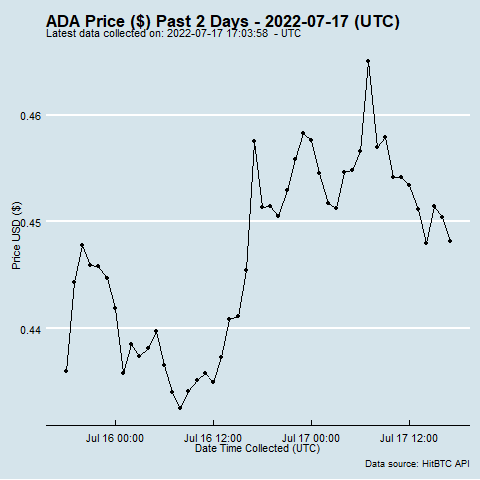 ADA Price ($) Past 2 Days - 2022-07-17 (UTC)
Latest data collected on: 2022-07-17 17:03:58 - UTC
Price USD ($)
0.46
0.45
0.44
Jul 16 00:00 Jul 16 12:00 Jul 17 00:00 Jul 17 12:00
Date Time Collected (UTC)
Data source: HitBTC API